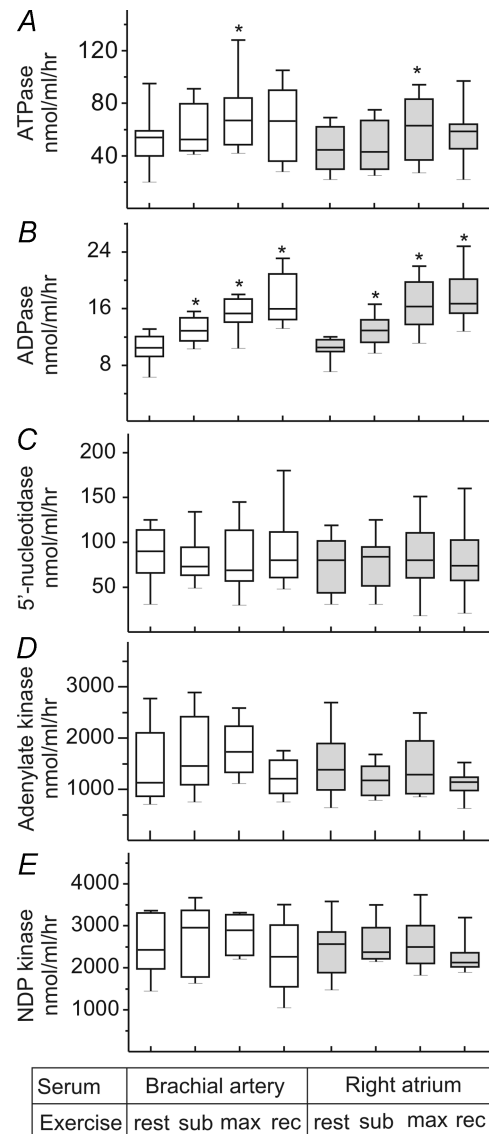 A
ATPase
nmol/ml/hr
120
80
40
*
*
B
ADPase
nmol/ml/hr
24
16
8
*
*
*
*
*
*
C
5'-nucleotidase
nmol/ml/hr
200
150
100
50
D
Adenylate kinase
nmol/ml/hr
3000
2000
1000
E
NDP kinase
nmol/ml/hr
4000
3000
2000
1000
Serum Brachial artery Right atrium
Exercise rest sub max rec rest sub max rec